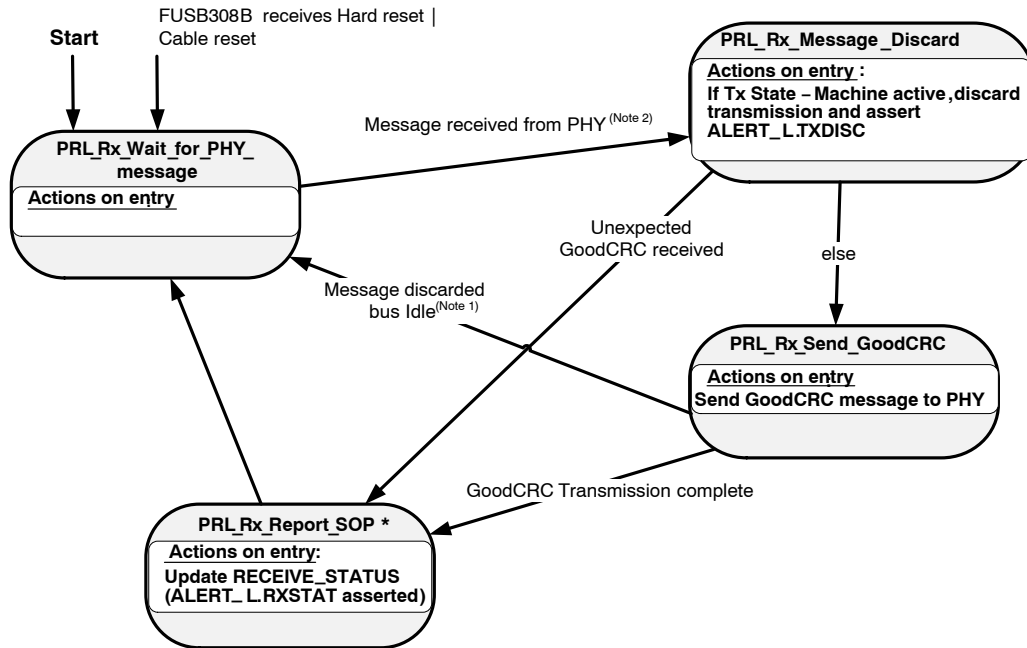 Start
FUSB308B receives Hard reset |
Cable reset
PRL_Rx_Wait_for_PHY_
message
Actions on entry
Message received from PHY(Note 2)
PRL_Rx_Message_Discard
Actions on entry :
If Tx State – Machine active, discard
transmission and assert
ALERT_L.TXDISC
Unexpected
GoodCRC received
else
Message discarded
bus Idle(Note 1)
PRL_Rx_Send_GoodCRC
Actions on entry
Send GoodCRC message to PHY
GoodCRC Transmission complete
PRL_Rx_Report_SOP *
Actions on entry:
Update RECEIVE_STATUS
(ALERT_L.RXSTAT asserted)